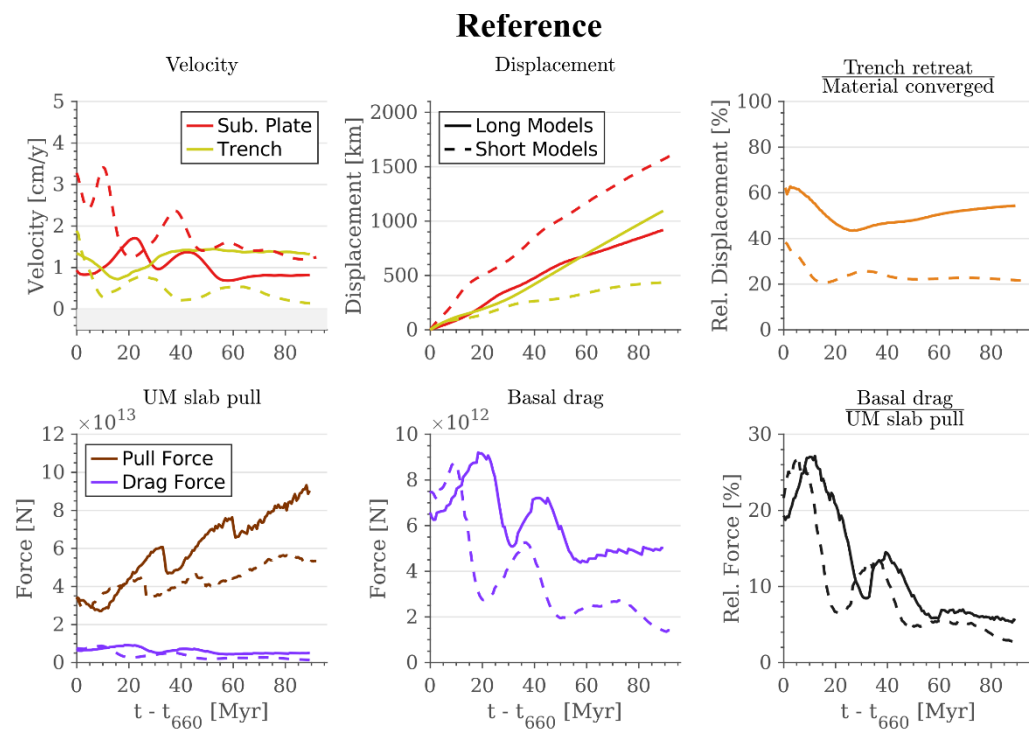 Reference
Velocity
Velocity [cm/y]
5
4
3
2
1
0
Sub. Plate
Trench
0 20 40 60 80
Displacement
Displacement [km]
2000
1500
1000
500
0
Long Models
Short Models
0 20 40 60 80
Trench retreat
Material converged
Rel. Displacement [%]
100
80
60
40
20
0
0 20 40 60 80
UM slab pull
×10^13
Force [N]
10
8
6
4
2
0
Pull Force
Drag Force
0 20 40 60 80
t - t_660 [Myr]
Basal drag
×10^12
Force [N]
10
8
6
4
2
0
0 20 40 60 80
t - t_660 [Myr]
Basal drag
UM slab pull
Rel. Force [%]
30
20
10
0
0 20 40 60 80
t - t_660 [Myr]